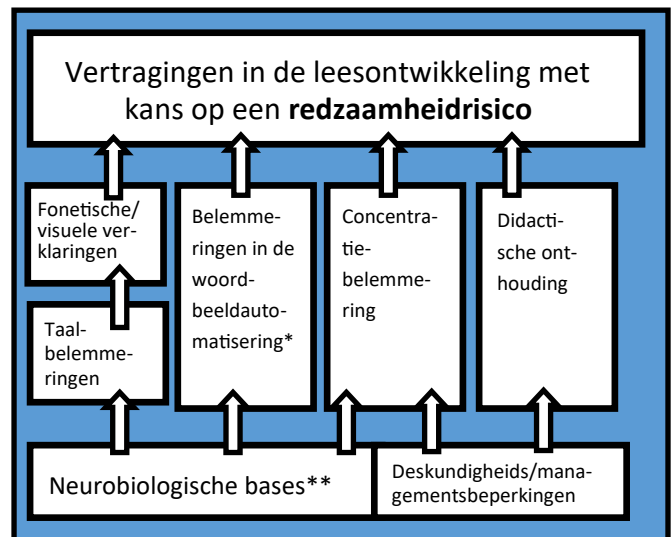 Vertragingen in de leesontwikkeling met
kans op een redzaamheidrisico
Fonetische/
visuele ver-
klaringen
Taal-
belemme-
ringen
Belemme-
ringen in de
woord-
beeldauto-
matisering*
Concentra-
tie-
belemme-
ring
Didacti-
sche ont-
houding
Neurobiologische bases**
Deskundigheids/mana-
gementsbeperkingen